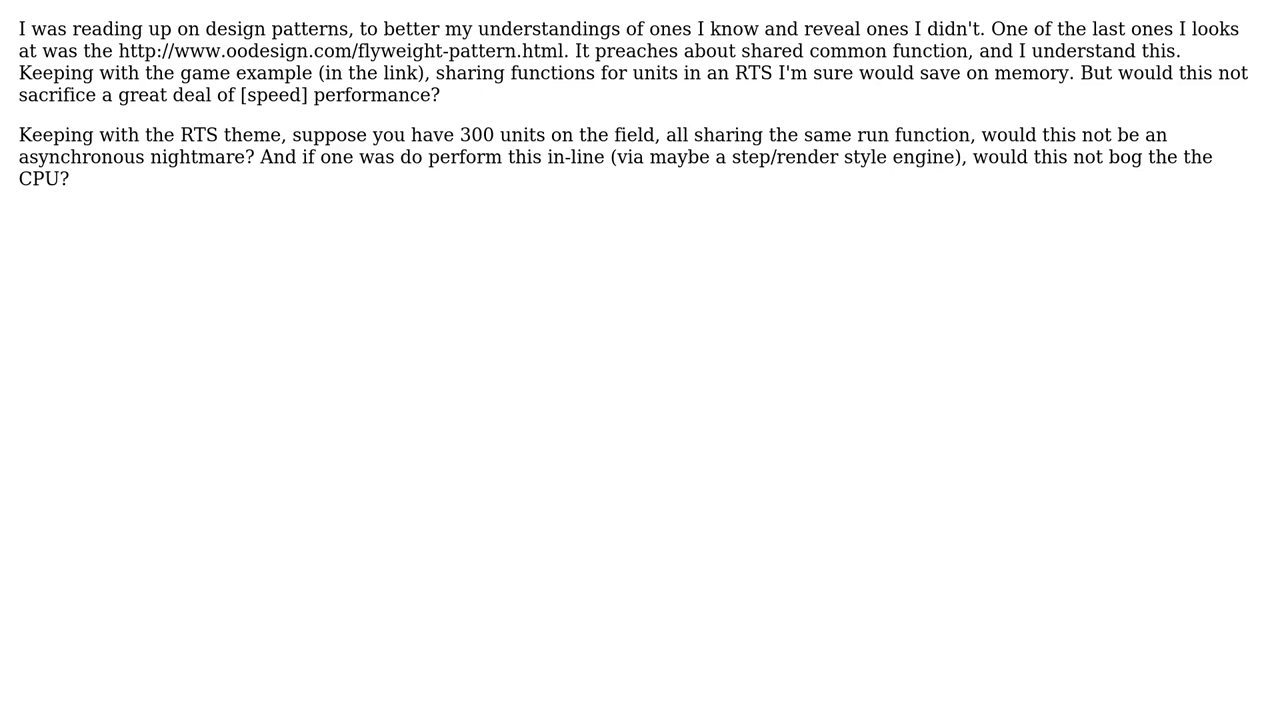 I was reading up on design patterns, to better my understandings of ones I know and reveal ones I didn't. One of the last ones I looks
at was the http://www.oodesign.com/flyweight-pattern.html. It preaches about shared common function, and I understand this.
Keeping with the game example (in the link), sharing functions for units in an RTS I'm sure would save on memory. But would this not
sacrifice a great deal of [speed] performance?
Keeping with the RTS theme, suppose you have 300 units on the field, all sharing the same run function, would this not be an
asynchronous nightmare? And if one was do perform this in-line (via maybe a step/render style engine), would this not bog the the
CPU?